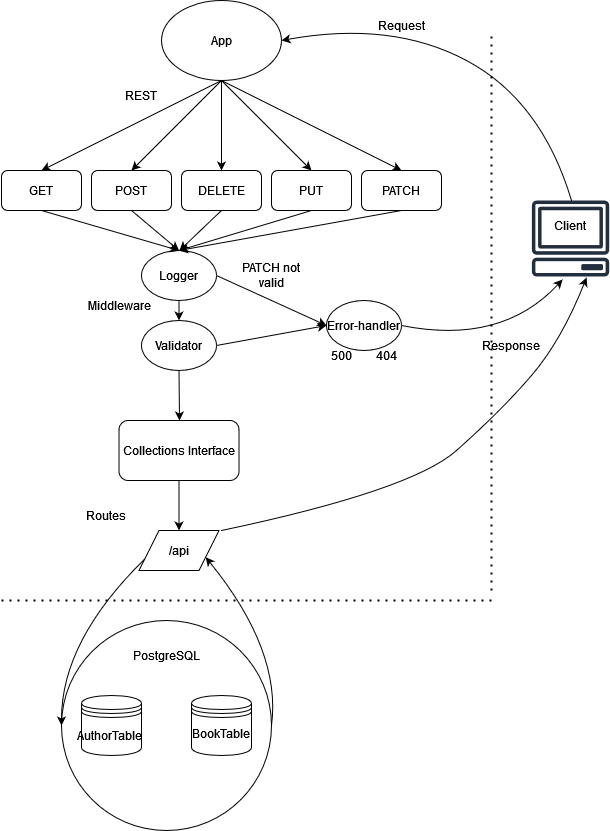 App
Request
REST
GET
POST
DELETE
PUT
PATCH
Client
Logger
PATCH not
valid
Middleware
Error-handler
Validator
500
404
Response
Collections Interface
Routes
/api
PostgreSQL
AuthorTable
BookTable